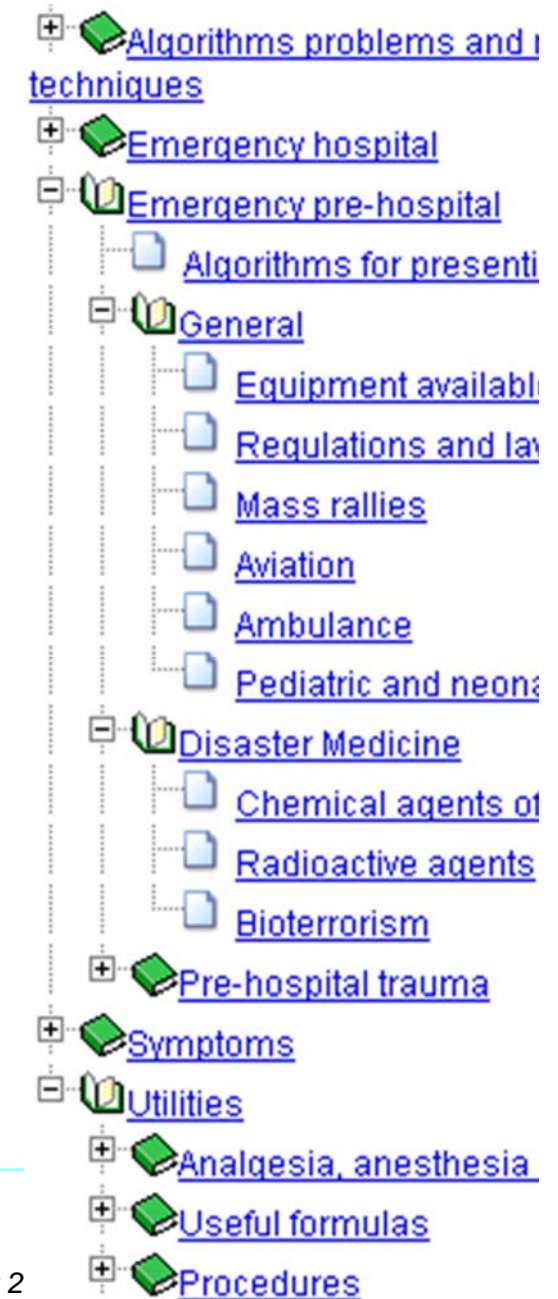 Algorithms problems and
techniques
Emergency hospital
Emergency pre-hospital
Algorithms for presenti
General
Equipment available
Regulations and la
Mass rallies
Aviation
Ambulance
Pediatric and neona
Disaster Medicine
Chemical agents of
Radioactive agents
Bioterrorism
Pre-hospital trauma
Symptoms
Utilities
Analgesia, anesthesia
Useful formulas
Procedures
2